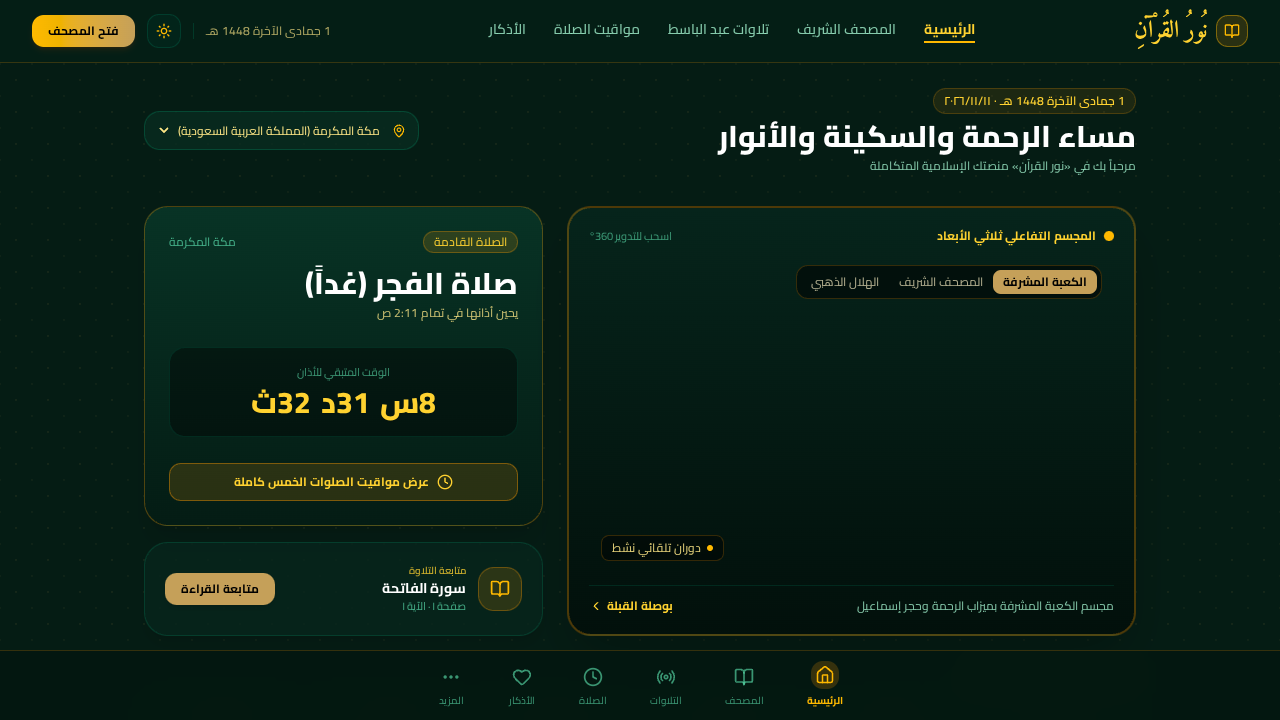 نُورُ القُرآنِ
الرئيسية
المصحف الشريف
تلاوات عبد الباسط
مواقيت الصلاة
الأذكار
1 جمادى الآخرة 1448 هـ
فتح المصحف
1 جمادى الآخرة 1448 هـ · ٢٠٢٦/١١/١١
مساء الرحمة والسكينة والأنوار
مرحباً بك في «نور القرآن» منصتك الإسلامية المتكاملة
مكة المكرمة (المملكة العربية السعودية)
المجسم التفاعلي ثلاثي الأبعاد
اسحب للتدوير 360°
الكعبة المشرفة
المصحف الشريف
الهلال الذهبي
دوران تلقائي نشط
مجسم الكعبة المشرفة بميزاب الرحمة وحجر إسماعيل
بوصلة القبلة
الصلاة القادمة
مكة المكرمة
صلاة الفجر (غداً)
يحين أذانها في تمام 2:11 ص
الوقت المتبقي للأذان
8س 31د 32ث
عرض مواقيت الصلوات الخمس كاملة
متابعة التلاوة
سورة الفاتحة
صفحة ١ · الآية ١
متابعة القراءة
الرئيسية
المصحف
التلاوات
الصلاة
الأذكار
المزيد